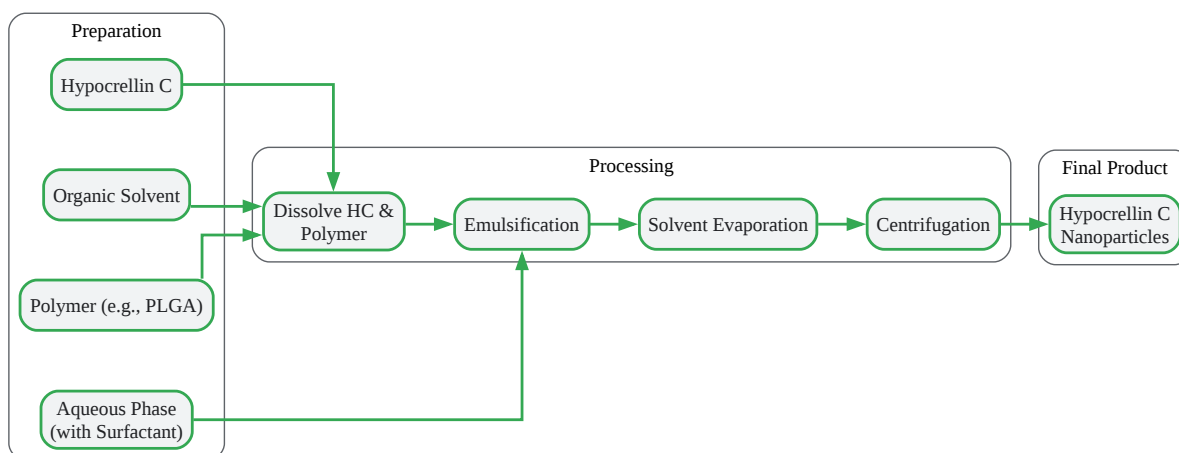 Preparation
Hypocrellin C
Organic Solvent
Polymer (e.g., PLGA)
Aqueous Phase
(with Surfactant)
Processing
Dissolve HC &
Polymer
Emulsification
Solvent Evaporation
Centrifugation
Final Product
Hypocrellin C
Nanoparticles